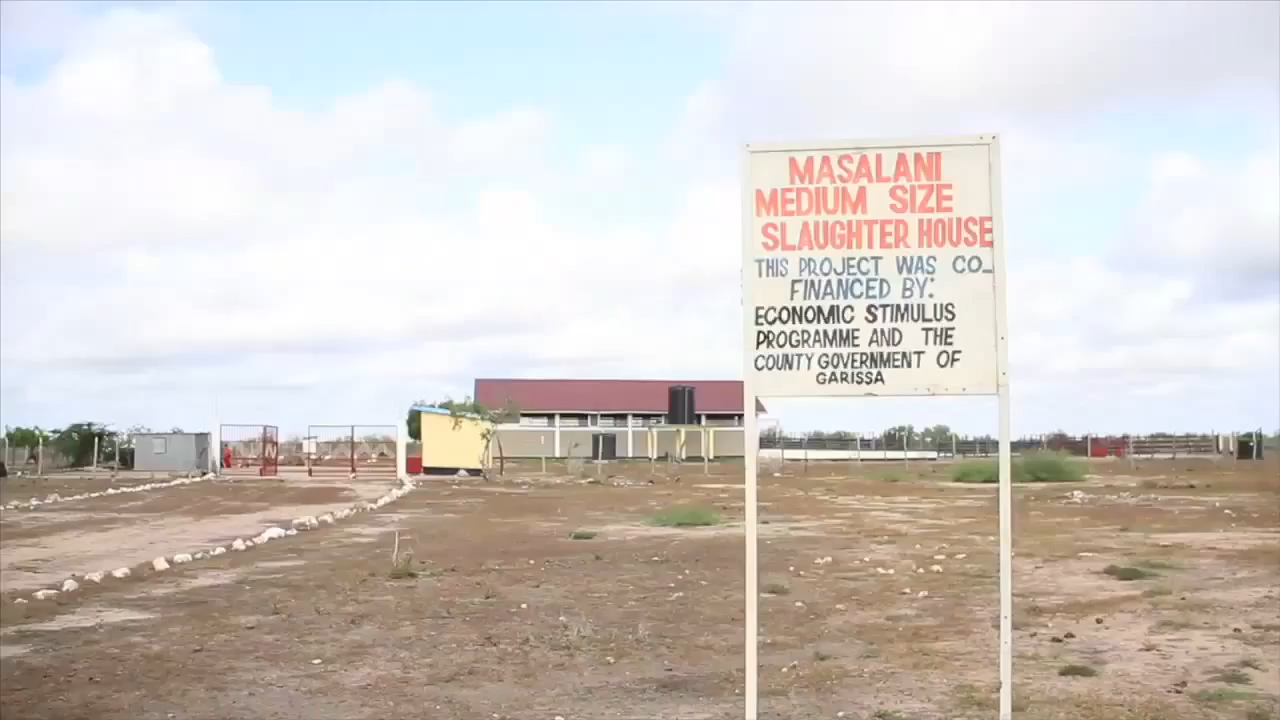 MASALANI
MEDIUM SIZE
SLAUGHTER HOUSE
THIS PROJECT WAS CO-
FINANCED BY:
ECONOMIC STIMULUS
PROGRAMME AND THE
COUNTY GOVERNMENT OF
GARISSA